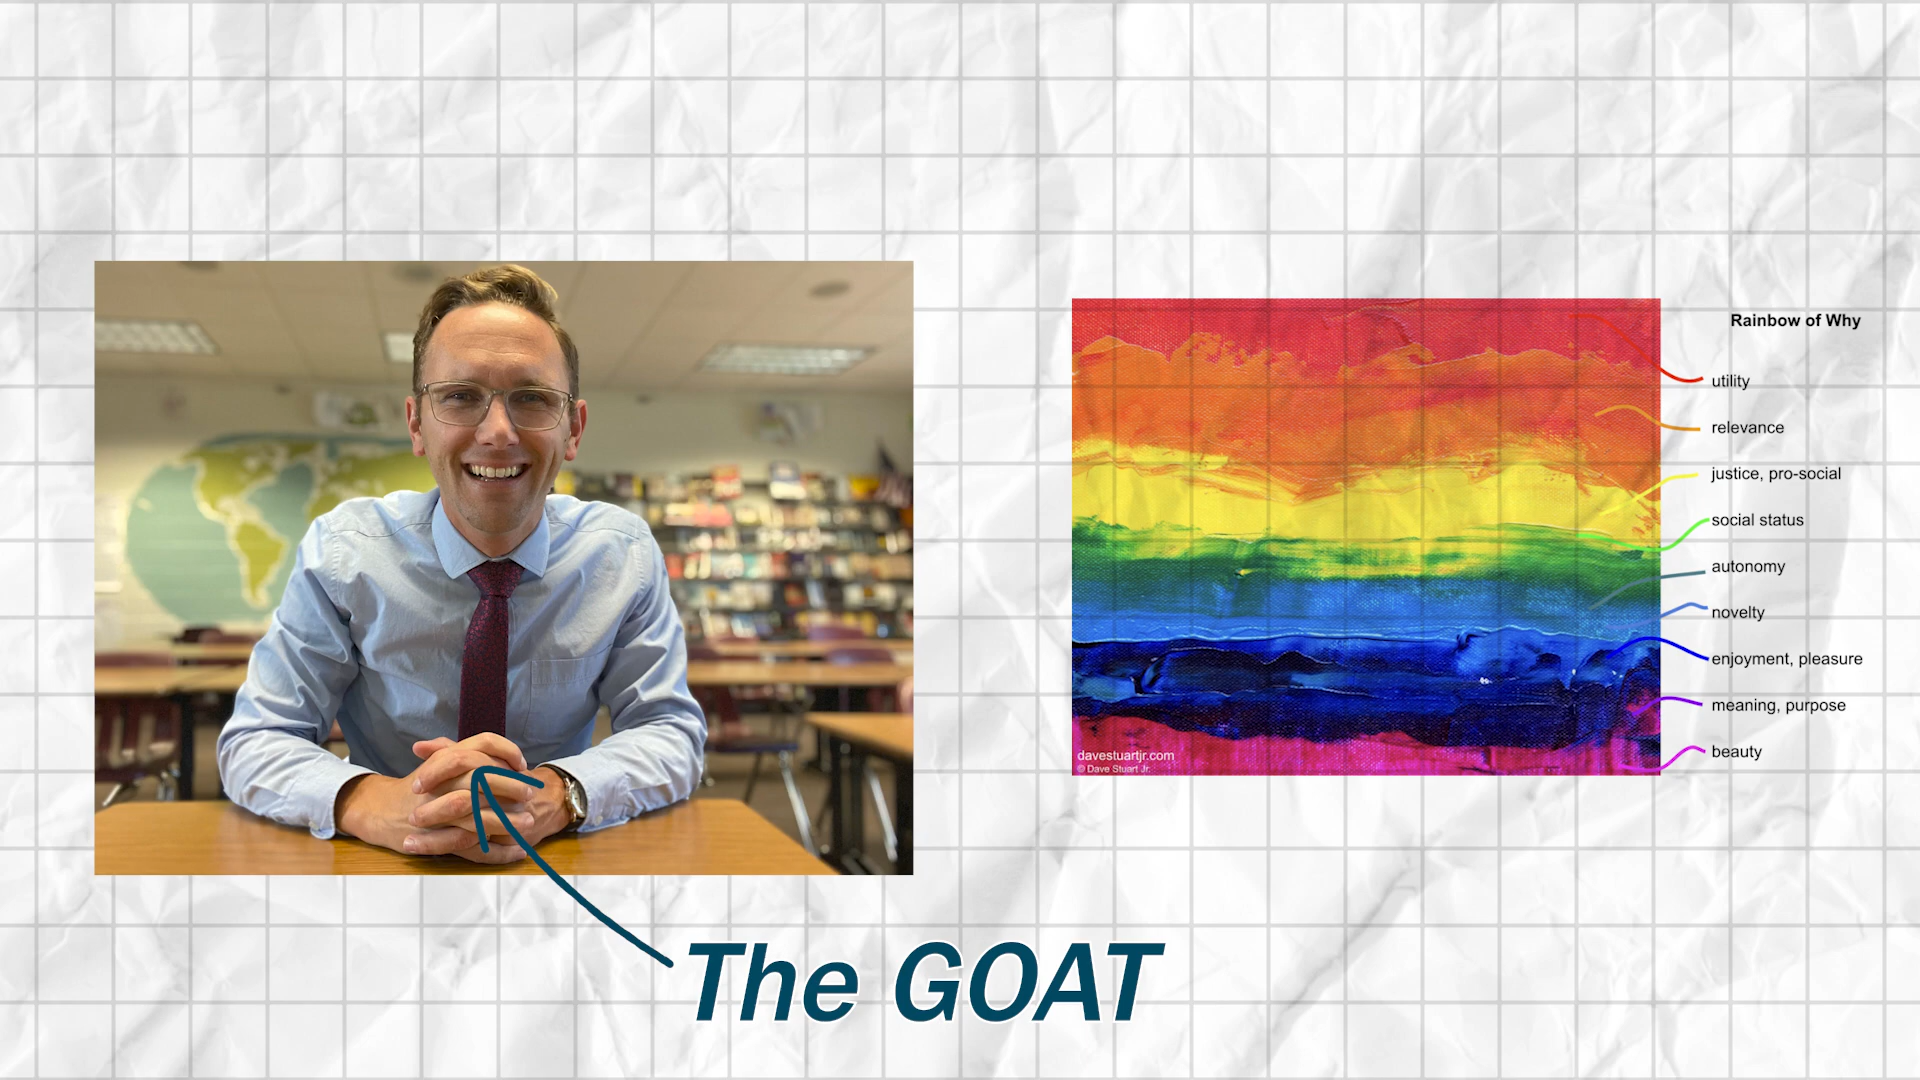 Rainbow of Why
utility
relevance
justice, pro-social
social status
autonomy
novelty
enjoyment, pleasure
meaning, purpose
beauty
davestuartjr.com
© Dave Stuart Jr.
The GOAT